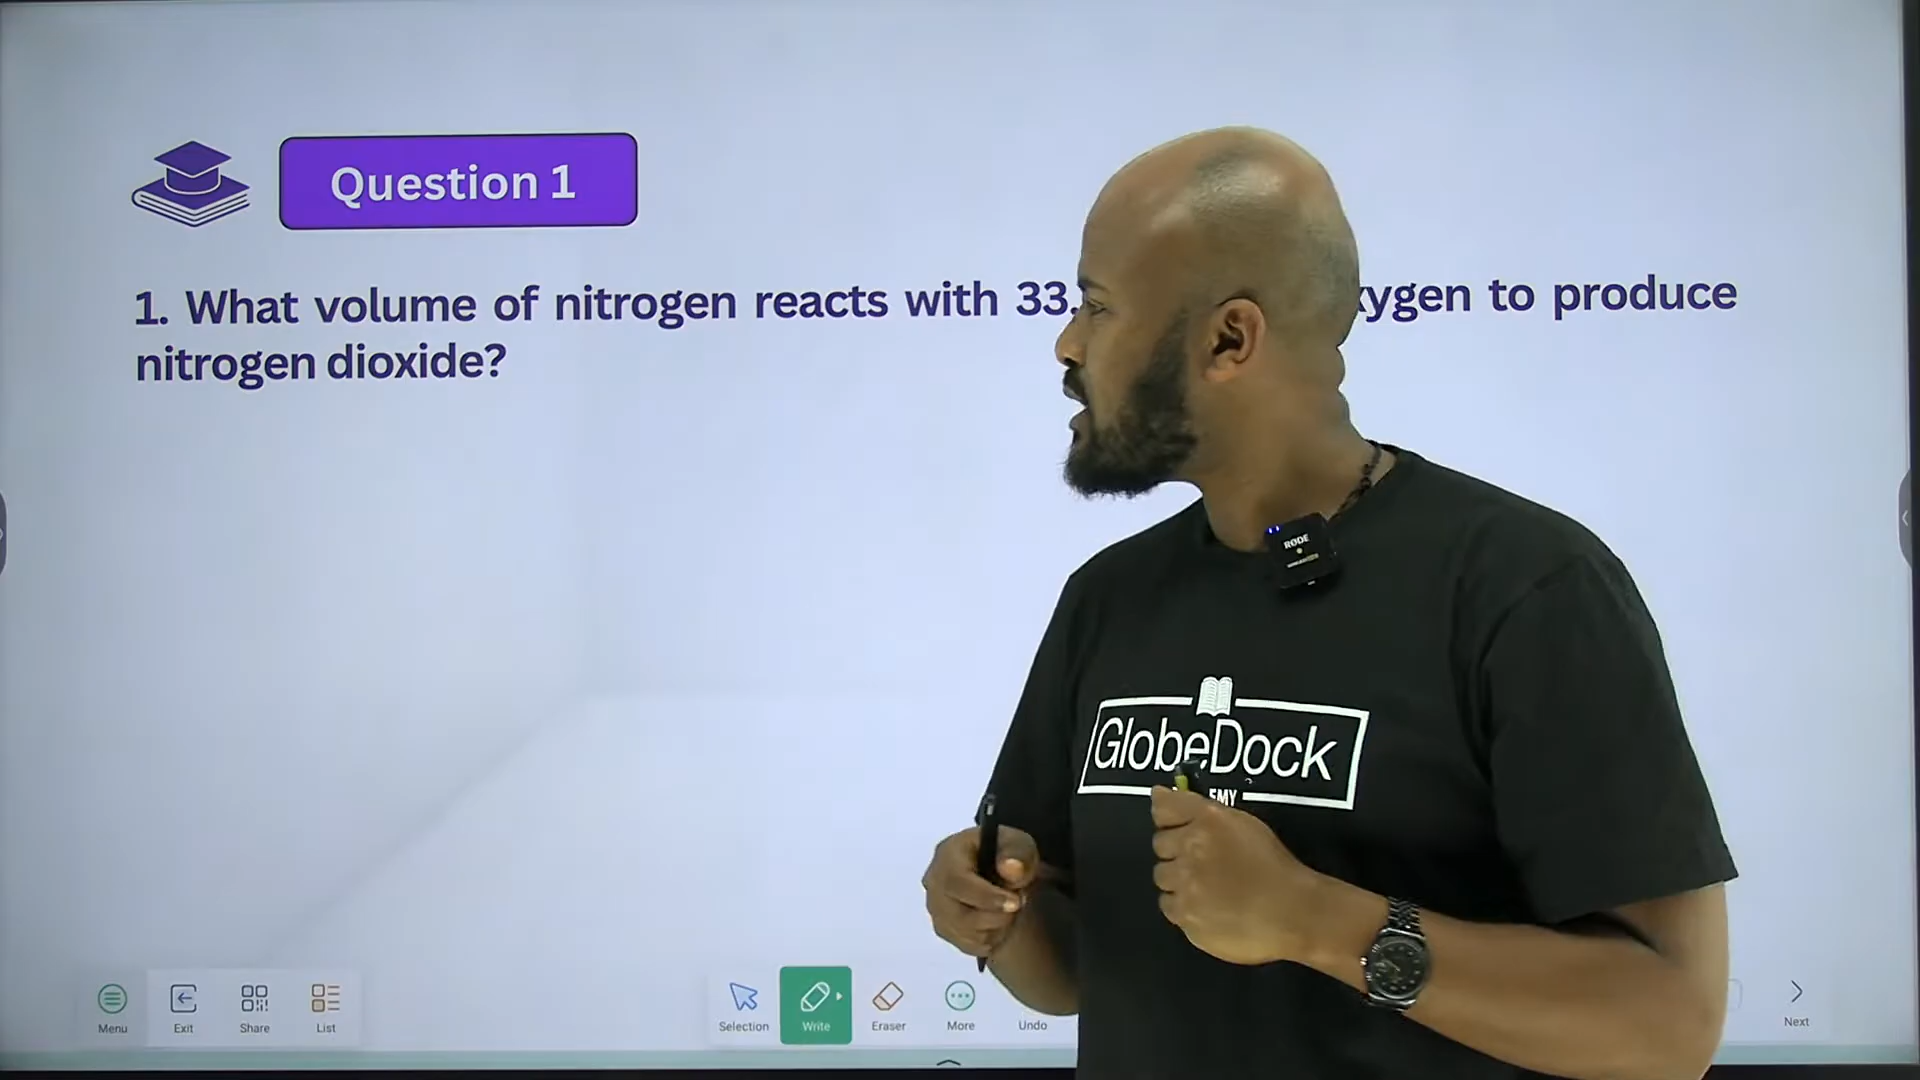 Question 1
1. What volume of nitrogen reacts with 33. to produce
nitrogen dioxide?
RØDE
GlobeDock
Menu
Exit
Share
List
Selection
Write
Eraser
More
Undo
Next